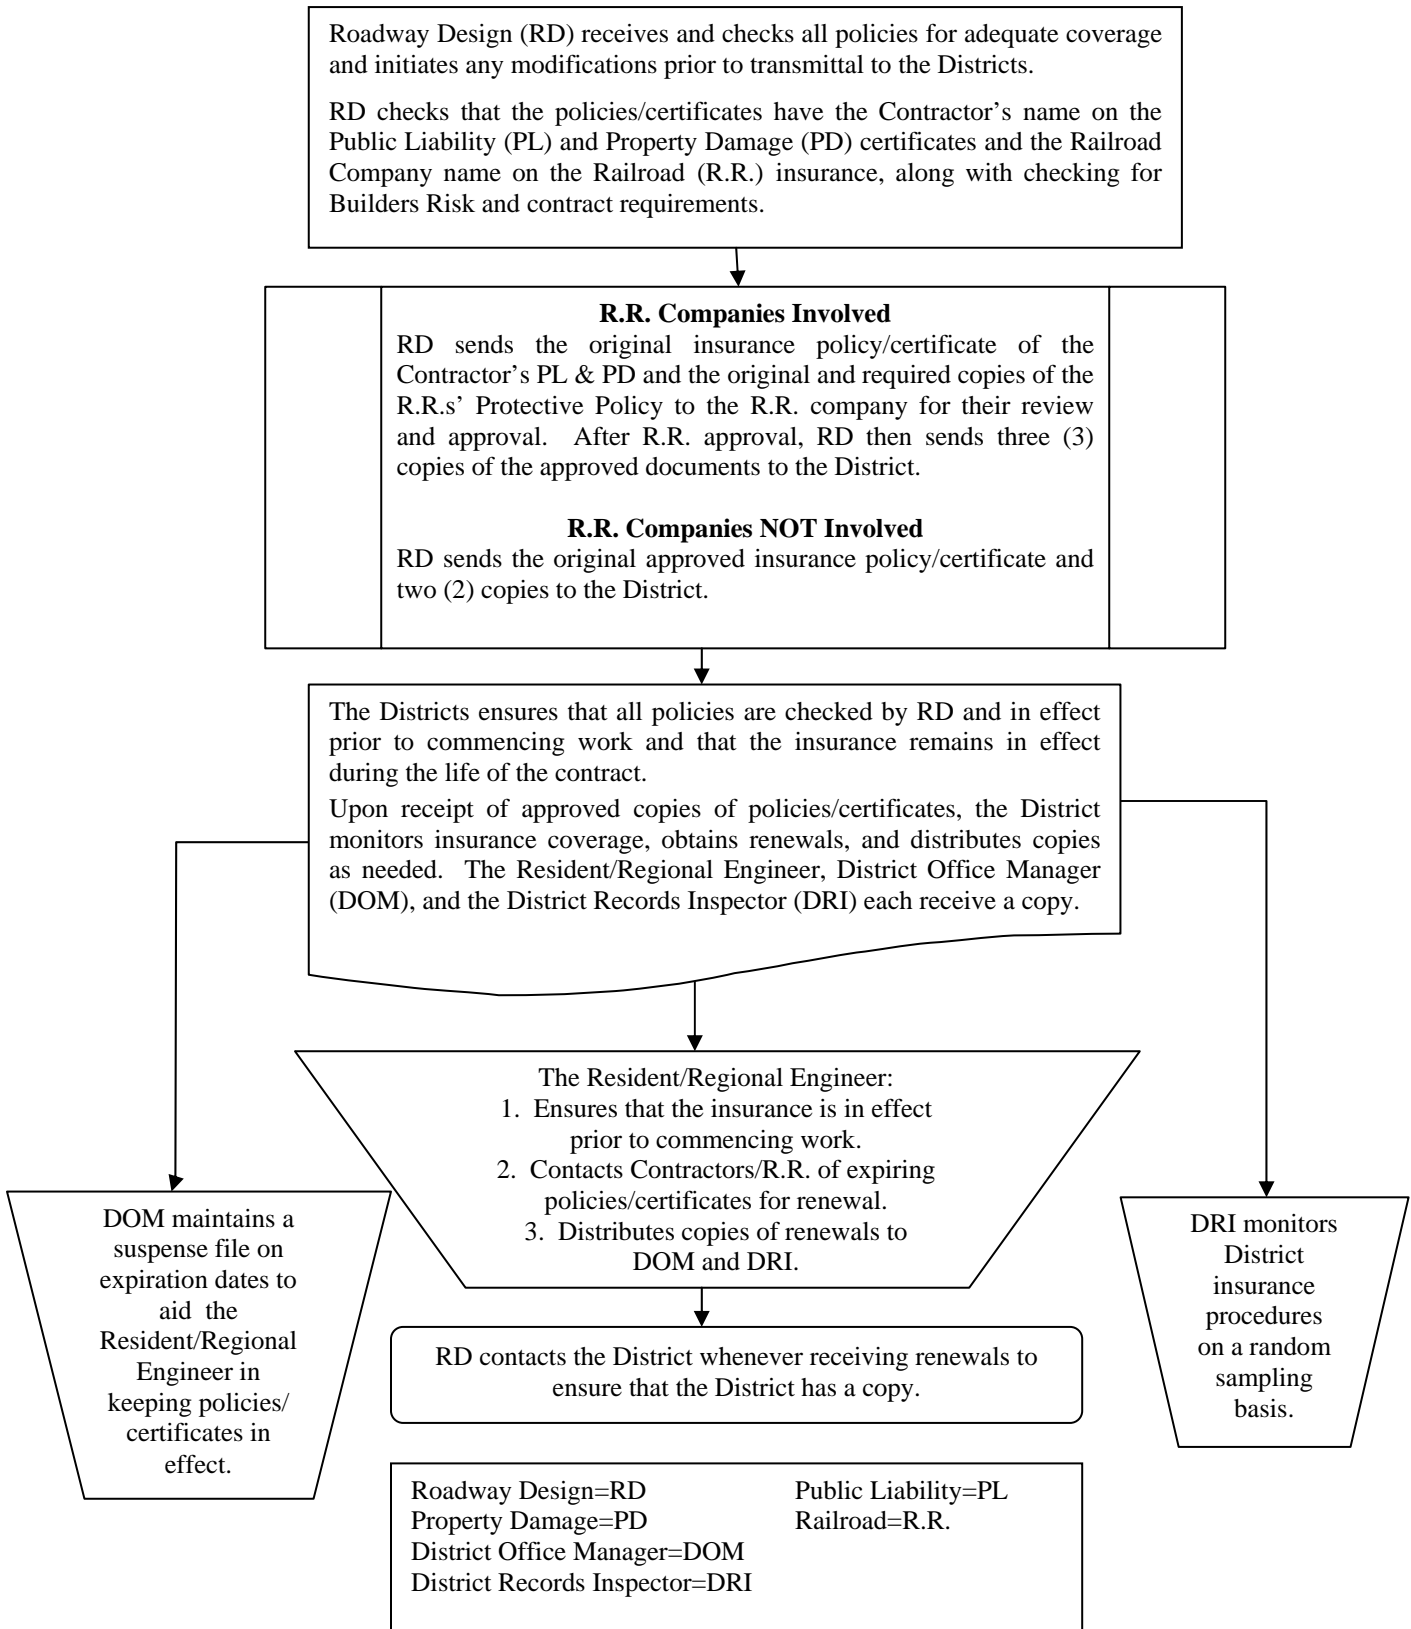 Roadway Design (RD) receives and checks all policies for adequate coverage
and initiates any modifications prior to transmittal to the Districts.
RD checks that the policies/certificates have the Contractor’s name on the
Public Liability (PL) and Property Damage (PD) certificates and the Railroad
Company name on the Railroad (R.R.) insurance, along with checking for
Builders Risk and contract requirements.
R.R. Companies Involved
RD sends the original insurance policy/certificate of the
Contractor’s PL & PD and the original and required copies of the
R.R.s’ Protective Policy to the R.R. company for their review
and approval. After R.R. approval, RD then sends three (3)
copies of the approved documents to the District.
R.R. Companies NOT Involved
RD sends the original approved insurance policy/certificate and
two (2) copies to the District.
The Districts ensures that all policies are checked by RD and in effect
prior to commencing work and that the insurance remains in effect
during the life of the contract.
Upon receipt of approved copies of policies/certificates, the District
monitors insurance coverage, obtains renewals, and distributes copies
as needed. The Resident/Regional Engineer, District Office Manager
(DOM), and the District Records Inspector (DRI) each receive a copy.
The Resident/Regional Engineer:
1. Ensures that the insurance is in effect
prior to commencing work.
2. Contacts Contractors/R.R. of expiring
policies/certificates for renewal.
3. Distributes copies of renewals to
DOM and DRI.
DOM maintains a
suspense file on
expiration dates to
aid the
Resident/Regional
Engineer in
keeping policies/
certificates in
effect.
DRI monitors
District
insurance
procedures
on a random
sampling
basis.
RD contacts the District whenever receiving renewals to
ensure that the District has a copy.
Roadway Design=RD Public Liability=PL
Property Damage=PD Railroad=R.R.
District Office Manager=DOM
District Records Inspector=DRI